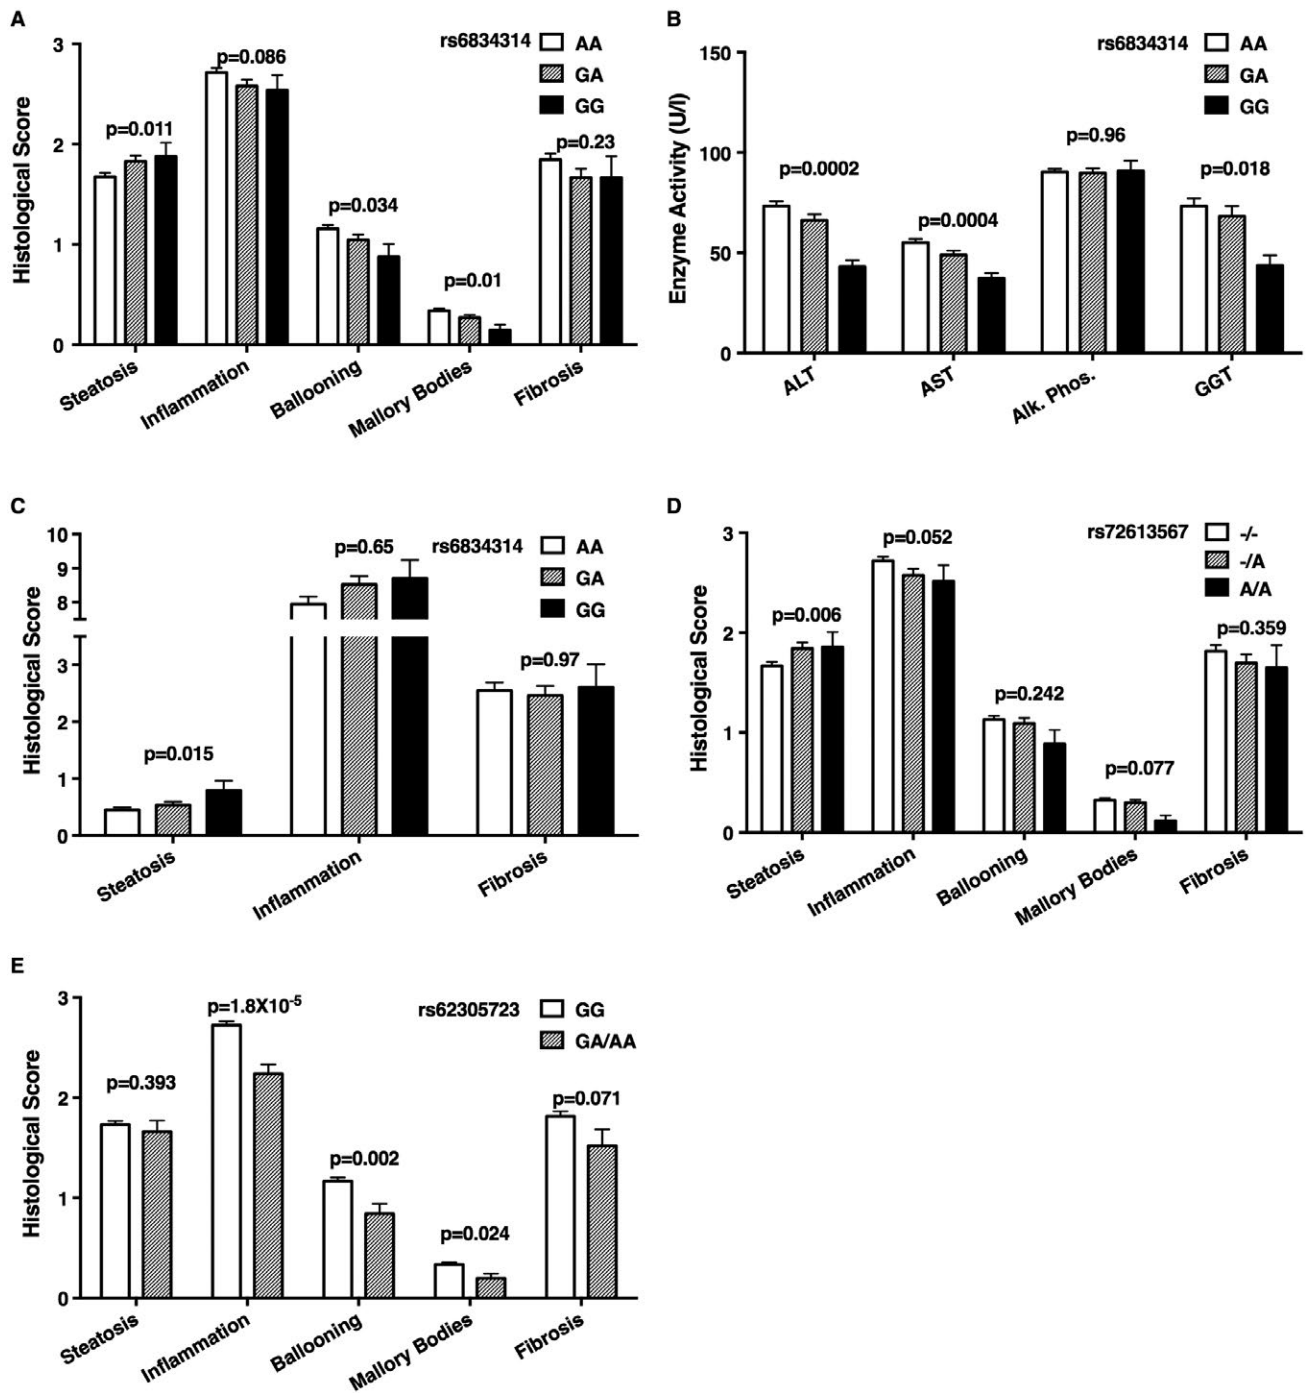 A
Histological Score
3
2
1
0
rs6834314
AA
GA
GG
p=0.011
p=0.086
p=0.034
p=0.01
p=0.23
Steatosis
Inflammation
Ballooning
Mallory Bodies
Fibrosis
B
Enzyme Activity (U/l)
150
100
50
0
rs6834314
AA
GA
GG
p=0.0002
p=0.0004
p=0.96
p=0.018
ALT
AST
Alk. Phos.
GGT
C
Histological Score
10
9
8
3
2
1
0
rs6834314
AA
GA
GG
p=0.015
p=0.65
p=0.97
Steatosis
Inflammation
Fibrosis
D
Histological Score
3
2
1
0
rs72613567
-/-
-/A
A/A
p=0.006
p=0.052
p=0.242
p=0.077
p=0.359
Steatosis
Inflammation
Ballooning
Mallory Bodies
Fibrosis
E
Histological Score
3
2
1
0
rs62305723
GG
GA/AA
p=0.393
p=1.8X10⁻⁵
p=0.002
p=0.024
p=0.071
Steatosis
Inflammation
Ballooning
Mallory Bodies
Fibrosis